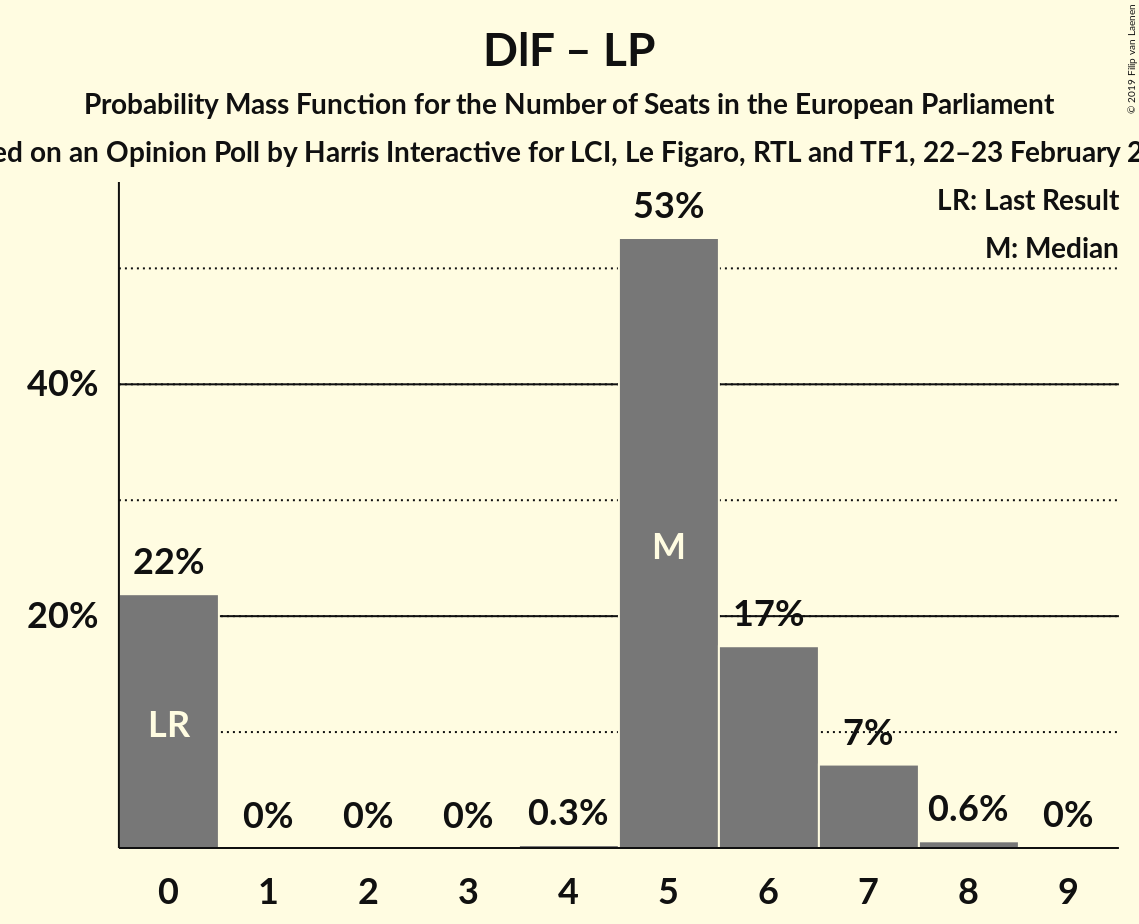 DlF – LP
Probability Mass Function for the Number of Seats in the European Parliament
on an Opinion Poll by Harris Interactive for LCI, Le Figaro, RTL and TF1, 22–23 February
© 2019 Filip van Laenen
LR: Last Result
M: Median
53%
40%
22%
M
20%
17%
LR
7%
0%
0%
0%
0.3%
0.6%
0%
0
1
2
3
4
5
6
7
8
9